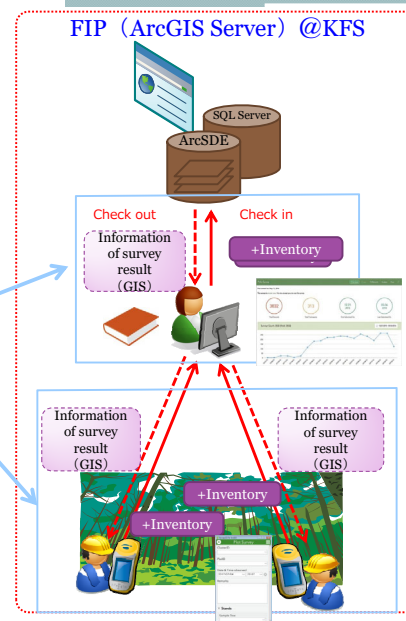 FIP（ArcGIS Server）@KFS
SQL Server
ArcSDE
Check out
Check in
Information
of survey
result
（GIS）
+Inventory
Information
of survey
result
（GIS）
Information
of survey
result
（GIS）
+Inventory
+Inventory
Plot Survey